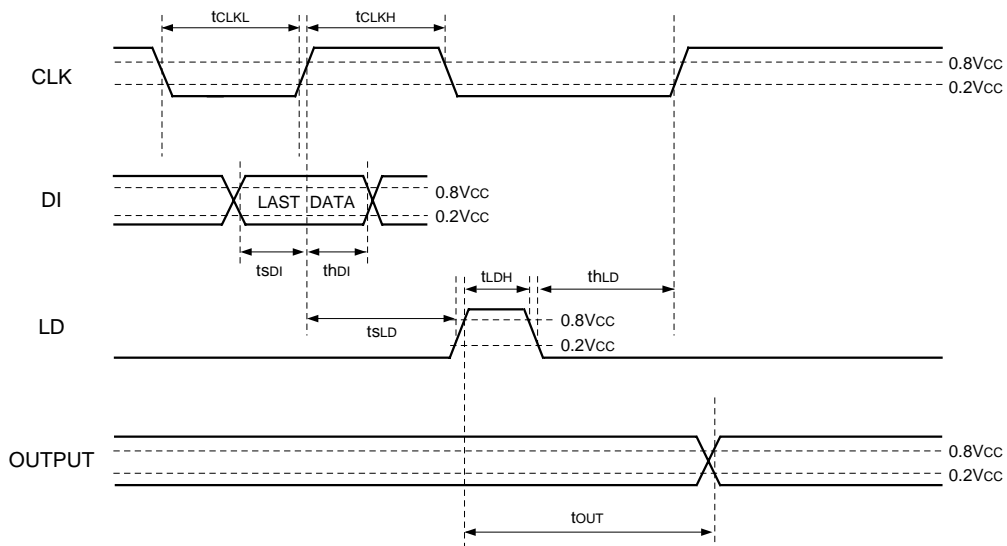 tCLKL tCLKH
CLK
0.8VCC
0.2VCC
DI
LAST DATA
0.8VCC
0.2VCC
tsDI thDI
tLDH thLD
LD
tsLD
0.8VCC
0.2VCC
OUTPUT
0.8VCC
0.2VCC
tOUT